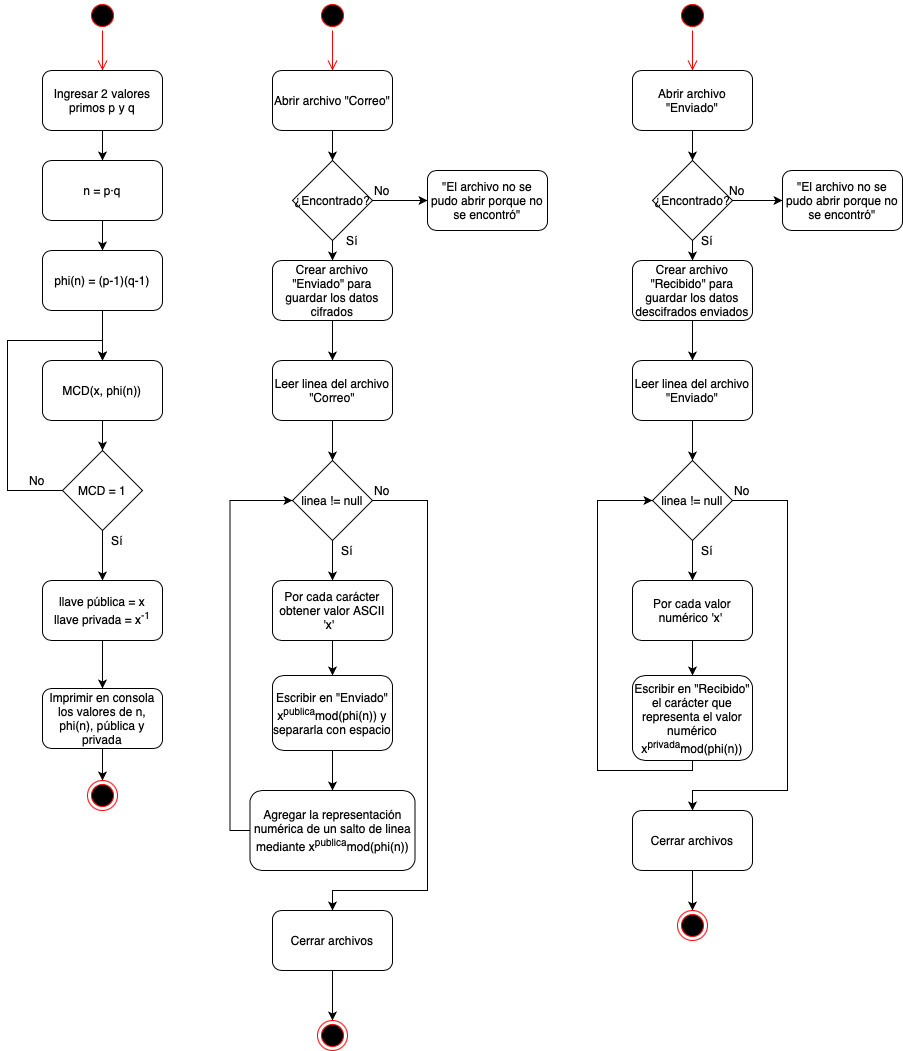 Ingresar 2 valores
primos p y q
n = p·q
phi(n) = (p-1)(q-1)
MCD(x, phi(n))
MCD = 1
No
Sí
llave pública = x
llave privada = x-1
Imprimir en consola
los valores de n,
phi(n), pública y
privada
Abrir archivo "Correo"
¿Encontrado?
No
"El archivo no se
pudo abrir porque no
se encontró"
Sí
Crear archivo
"Enviado" para
guardar los datos
cifrados
Leer linea del archivo
"Correo"
linea != null
No
Sí
Por cada carácter
obtener valor ASCII
'x'
Escribir en "Enviado"
xpublicamod(phi(n)) y
separarla con espacio
Agregar la representación
numérica de un salto de linea
mediante xpublicamod(phi(n))
Cerrar archivos
Abrir archivo
"Enviado"
¿Encontrado?
No
"El archivo no se
pudo abrir porque no
se encontró"
Sí
Crear archivo
"Recibido" para
guardar los datos
descifrados enviados
Leer linea del archivo
"Enviado"
linea != null
No
Sí
Por cada valor
numérico 'x'
Escribir en "Recibido"
el carácter que
representa el valor
numérico
xprivadamod(phi(n))
Cerrar archivos